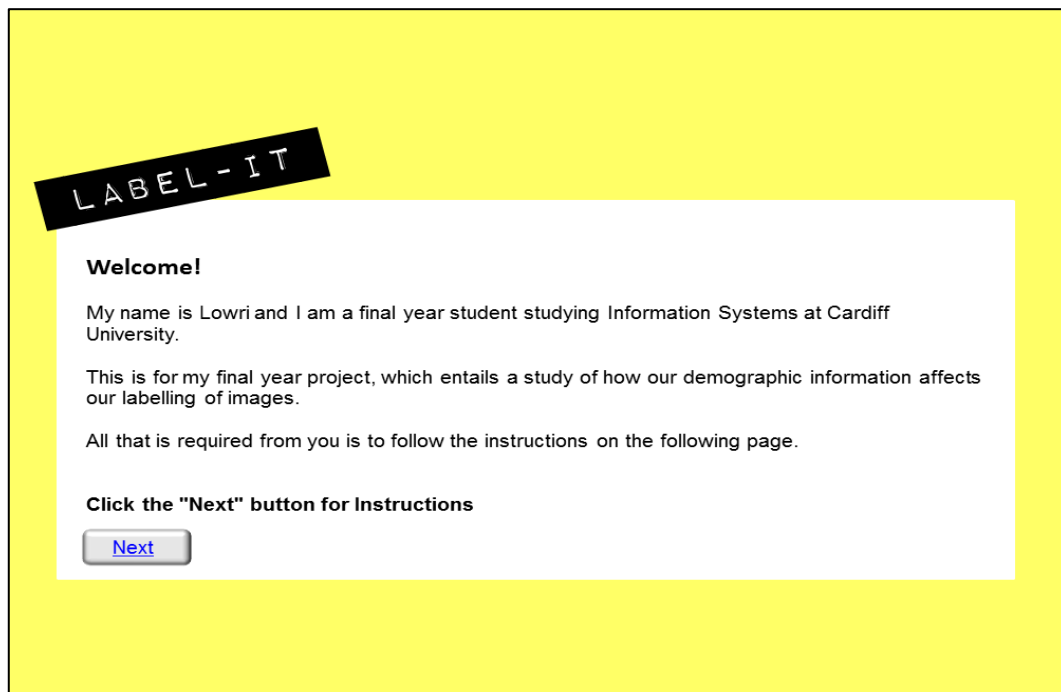 LABEL-IT
Welcome!
My name is Lowri and I am a final year student studying Information Systems at Cardiff
University.
This is for my final year project, which entails a study of how our demographic information affects
our labelling of images.
All that is required from you is to follow the instructions on the following page.
Click the "Next" button for Instructions
Next